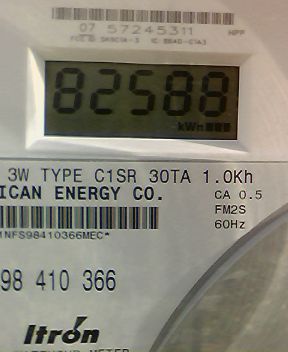 07 57245311
HPP
82588
kWh
3W TYPE C1SR 30TA 1.0Kh
ICAN ENERGY CO.
CA 0.5
FM2S
60Hz
1NFS98410366MEC*
98 410 366
Itron